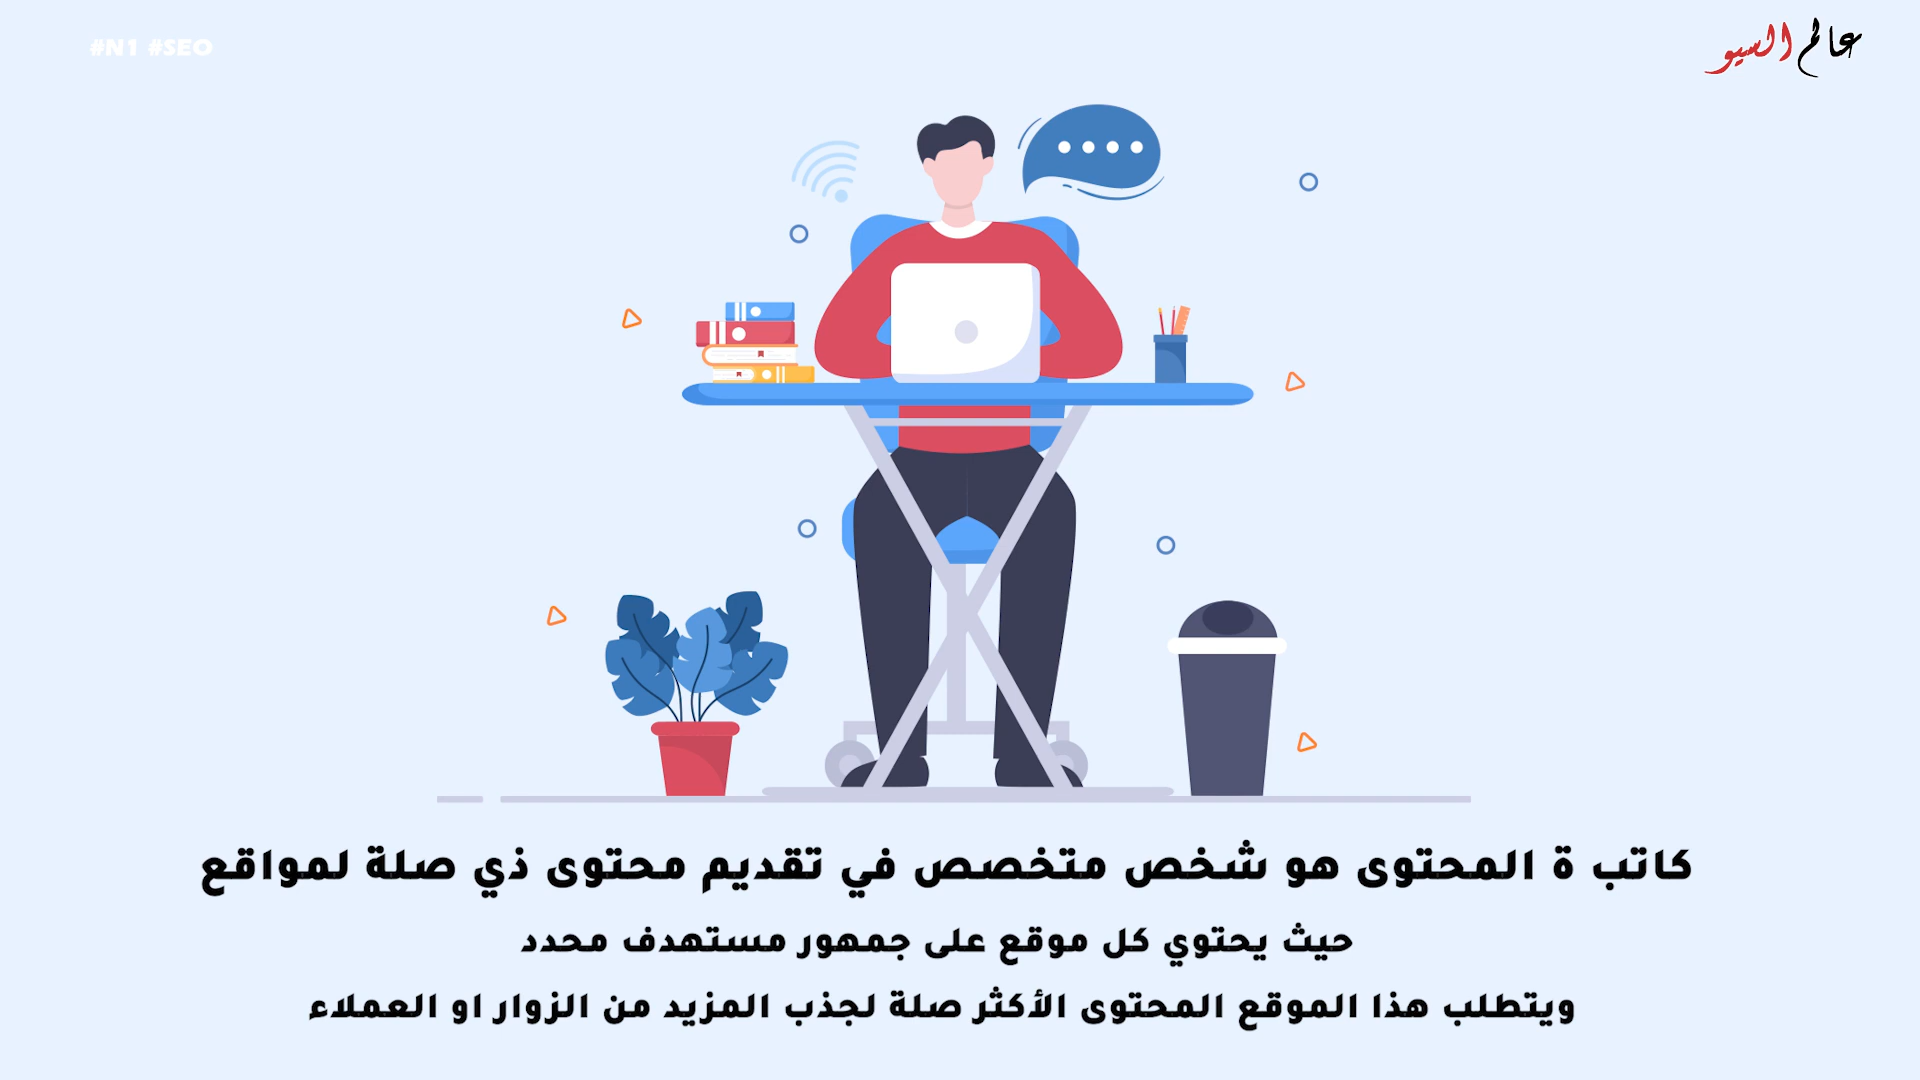 #N1 #SEO
عالم السيو
كاتب ة المحتوى هو شخص متخصص في تقديم محتوى ذي صلة لمواقع
حيث يحتوي كل موقع على جمهور مستهدف محدد
ويتطلب هذا الموقع المحتوى الأكثر صلة لجذب المزيد من الزوار او العملاء